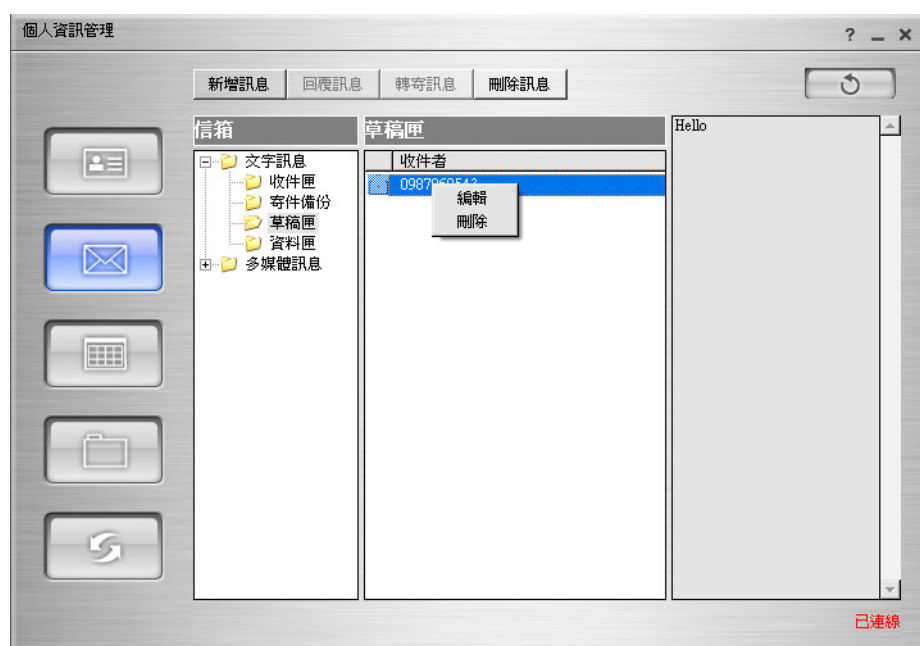 個人資訊管理
?
新增訊息 回覆訊息 轉寄訊息 刪除訊息
信箱
文字訊息
收件匣
寄件備份
草稿匣
資料匣
多媒體訊息
草稿匣
收件者
編輯
刪除
Hello
已連線